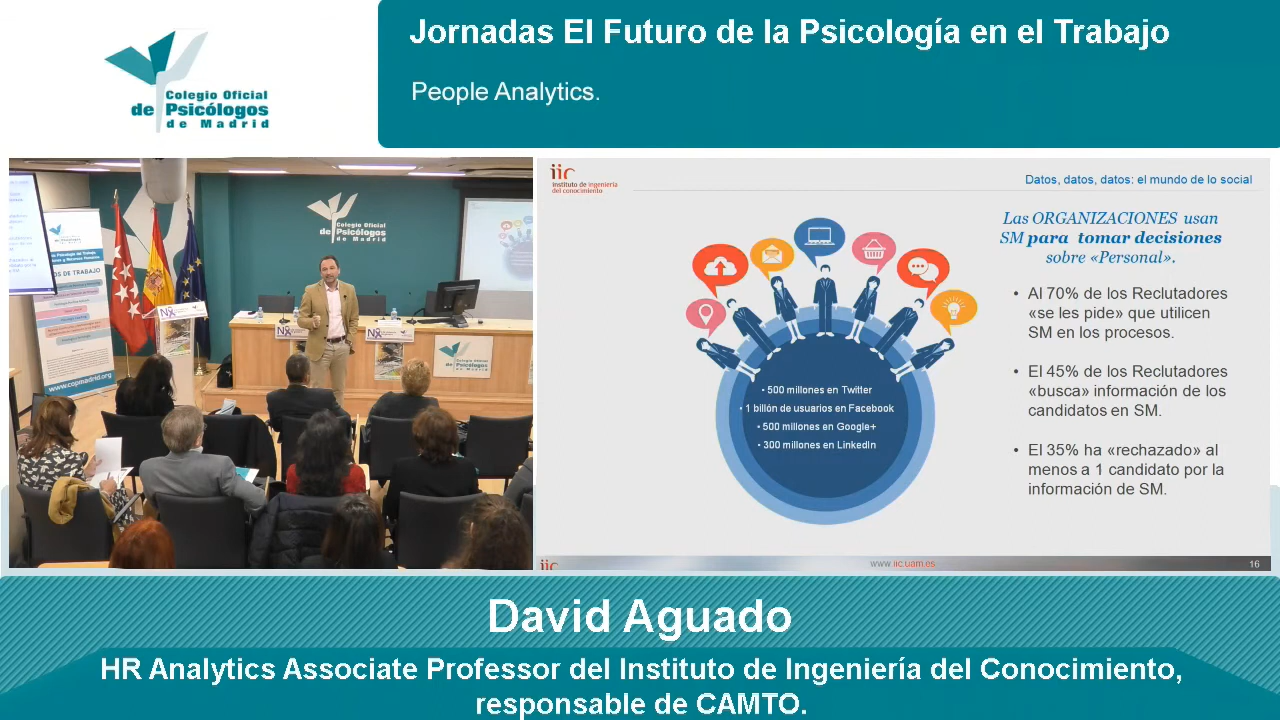 Jornadas El Futuro de la Psicología en el Trabajo
People Analytics.
Colegio Oficial
de Psicólogos
de Madrid
Colegio Oficial
de Psicólogos
de Madrid
OS DE TRABAJO
www.copmadrid.org
iic
instituto de ingeniería
del conocimiento
Datos, datos, datos: el mundo de lo social
Las ORGANIZACIONES usan
SM para tomar decisiones
sobre «Personal».
• Al 70% de los Reclutadores
«se les pide» que utilicen
SM en los procesos.
• El 45% de los Reclutadores
«busca» información de los
candidatos en SM.
• El 35% ha «rechazado» al
menos a 1 candidato por la
información de SM.
• 500 millones en Twitter
• 1 billón de usuarios en Facebook
• 500 millones en Google+
• 300 millones en LinkedIn
iic
www.iic.uam.es
16
David Aguado
HR Analytics Associate Professor del Instituto de Ingeniería del Conocimiento,
responsable de CAMTO.